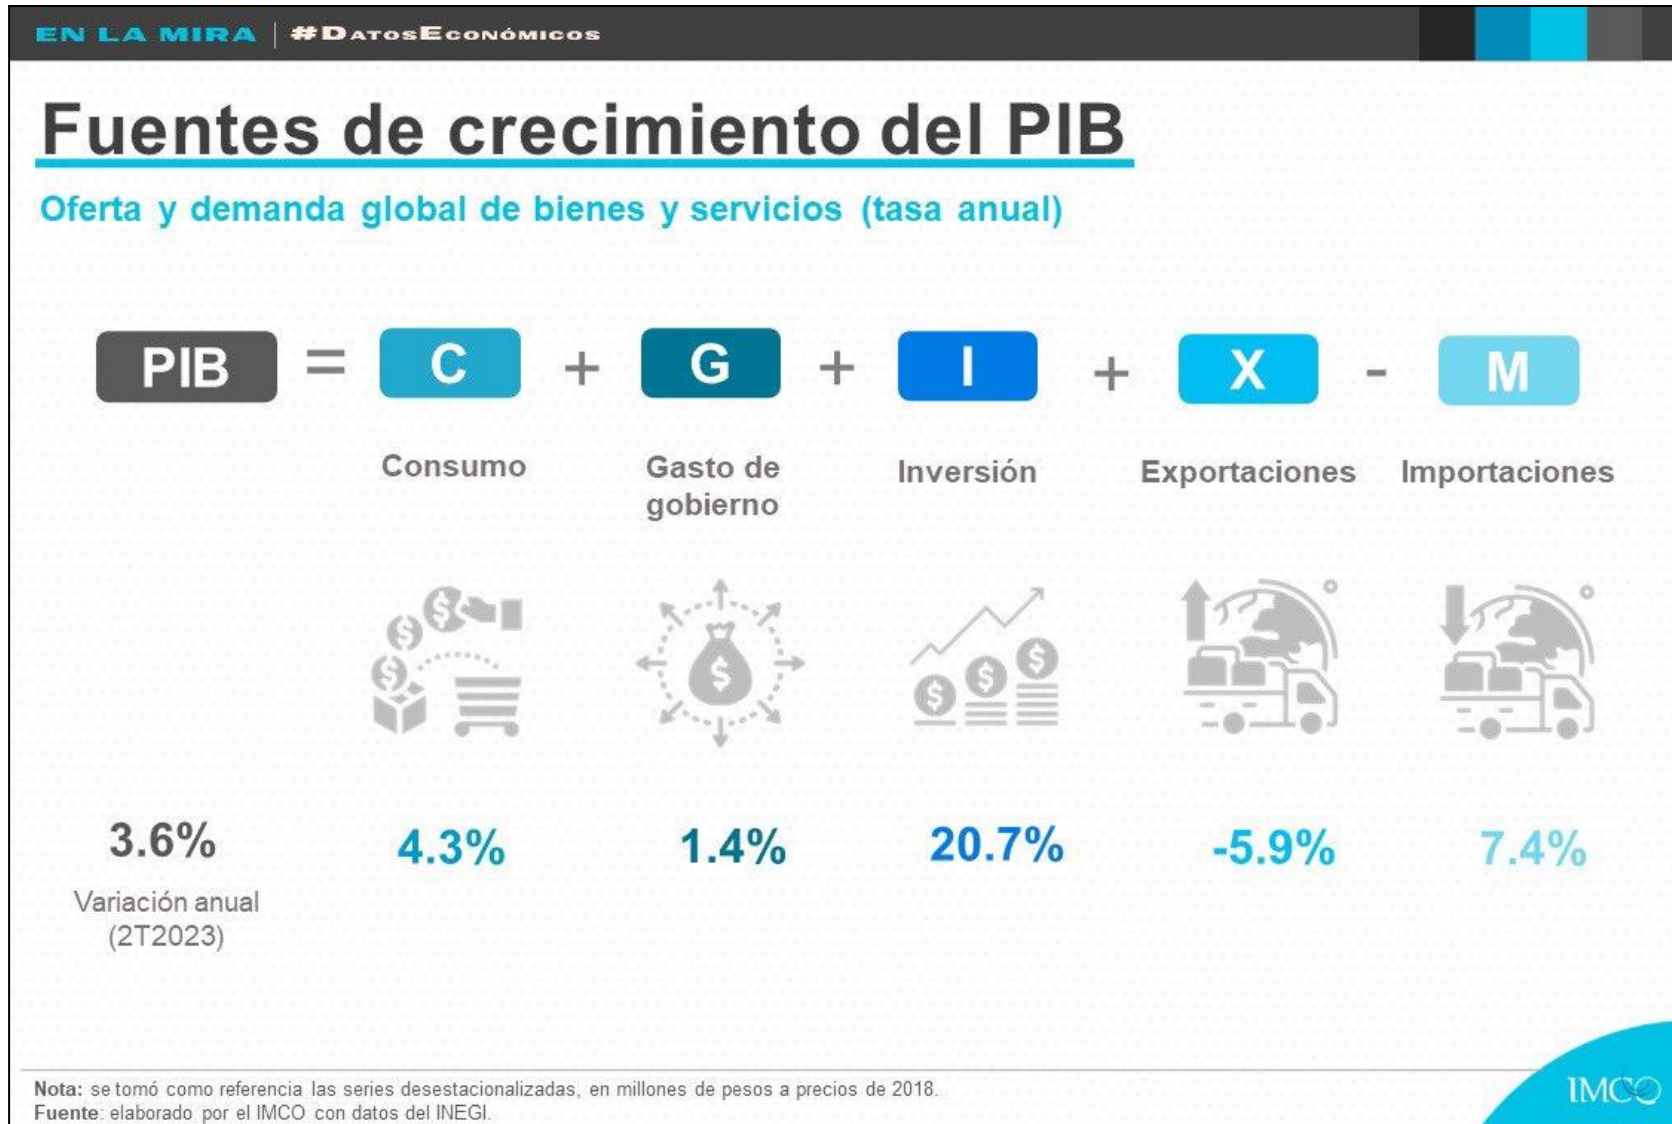 EN LA MIRA | #DatosEconómicos
Fuentes de crecimiento del PIB
Oferta y demanda global de bienes y servicios (tasa anual)
PIB = C + G + I + X - M
Consumo
Gasto de
gobierno
Inversión
Exportaciones
Importaciones
$ $ $ $ $ $ $
3.6% 4.3% 1.4% 20.7% -5.9% 7.4%
Variación anual
(2T2023)
Nota: se tomó como referencia las series desestacionalizadas, en millones de pesos a precios de 2018.
Fuente: elaborado por el IMCO con datos del INEGI.
IMCO